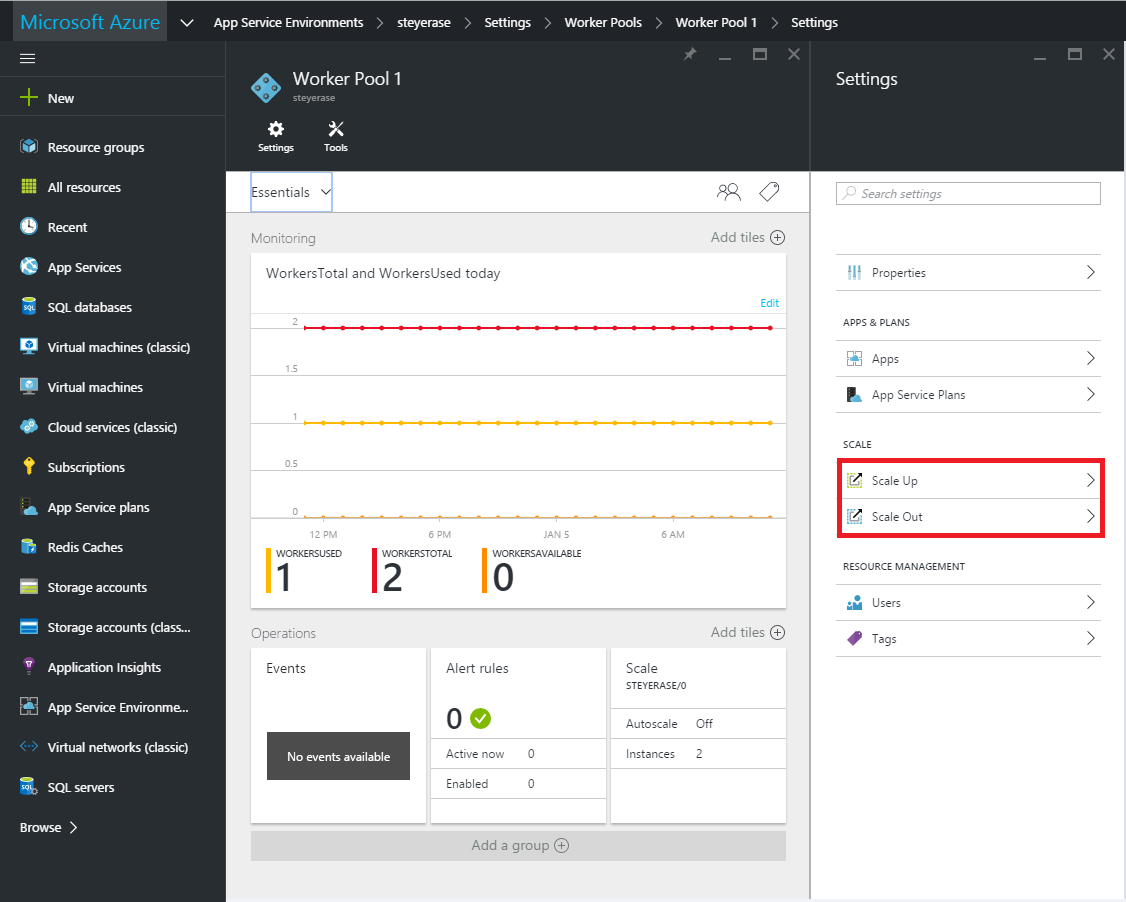 Microsoft Azure
App Service Environments
steyerase
Settings
Worker Pools
Worker Pool 1
Settings
New
Resource groups
All resources
Recent
App Services
SQL databases
Virtual machines (classic)
Virtual machines
Cloud services (classic)
Subscriptions
App Service plans
Redis Caches
Storage accounts
Storage accounts (class...
Application Insights
App Service Environme...
Virtual networks (classic)
SQL servers
Browse
Worker Pool 1
steyerase
Settings
Tools
Essentials
Monitoring
Add tiles
WorkersTotal and WorkersUsed today
Edit
2
1.5
1
0.5
0
12 PM
6 PM
JAN 5
6 AM
WORKERSUSED
1
WORKERSTOTAL
2
WORKERSAVAILABLE
0
Operations
Add tiles
Events
No events available
Alert rules
0
Active now 0
Enabled 0
Scale
STEYERASE/0
Autoscale Off
Instances 2
Add a group
Settings
Search settings
Properties
APPS & PLANS
Apps
App Service Plans
SCALE
Scale Up
Scale Out
RESOURCE MANAGEMENT
Users
Tags